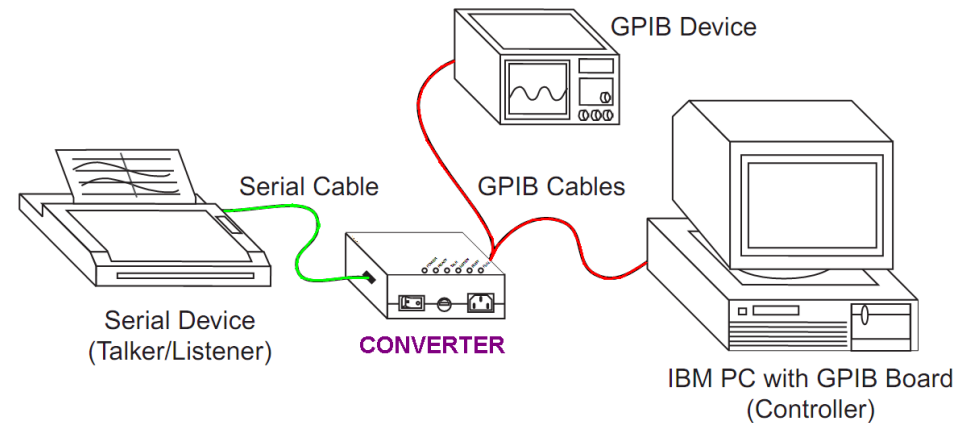 GPIB Device
Serial Cable
GPIB Cables
Serial Device
(Talker/Listener)
CONVERTER
IBM PC with GPIB Board
(Controller)